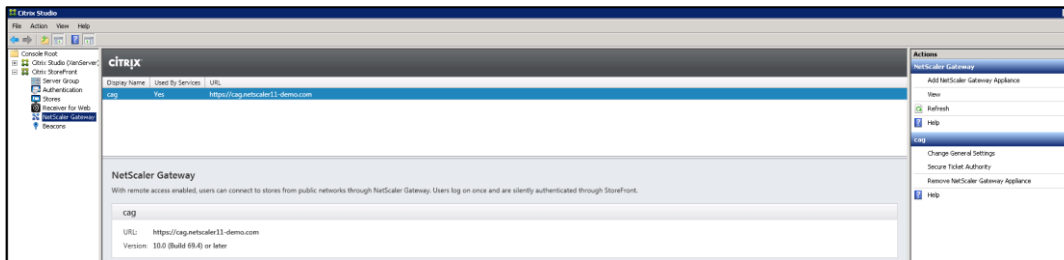 Citrix Studio
File Action View Help
Console Root
Citrix Studio (XenServer)
Citrix StoreFront
Server Group
Authentication
Stores
Receiver for Web
NetScaler Gateway
Beacons
CITRIX
Display Name Used By Services URL
cag Yes https://cag.netscaler11-demo.com
NetScaler Gateway
With remote access enabled, users can connect to stores from public networks through NetScaler Gateway. Users log on once and are silently authenticated through StoreFront.
cag
URL: https://cag.netscaler11-demo.com
Version: 10.0 (Build 69.4) or later
Actions
NetScaler Gateway
Add NetScaler Gateway Appliance
View
Refresh
Help
cag
Change General Settings
Secure Ticket Authority
Remove NetScaler Gateway Appliance
Help